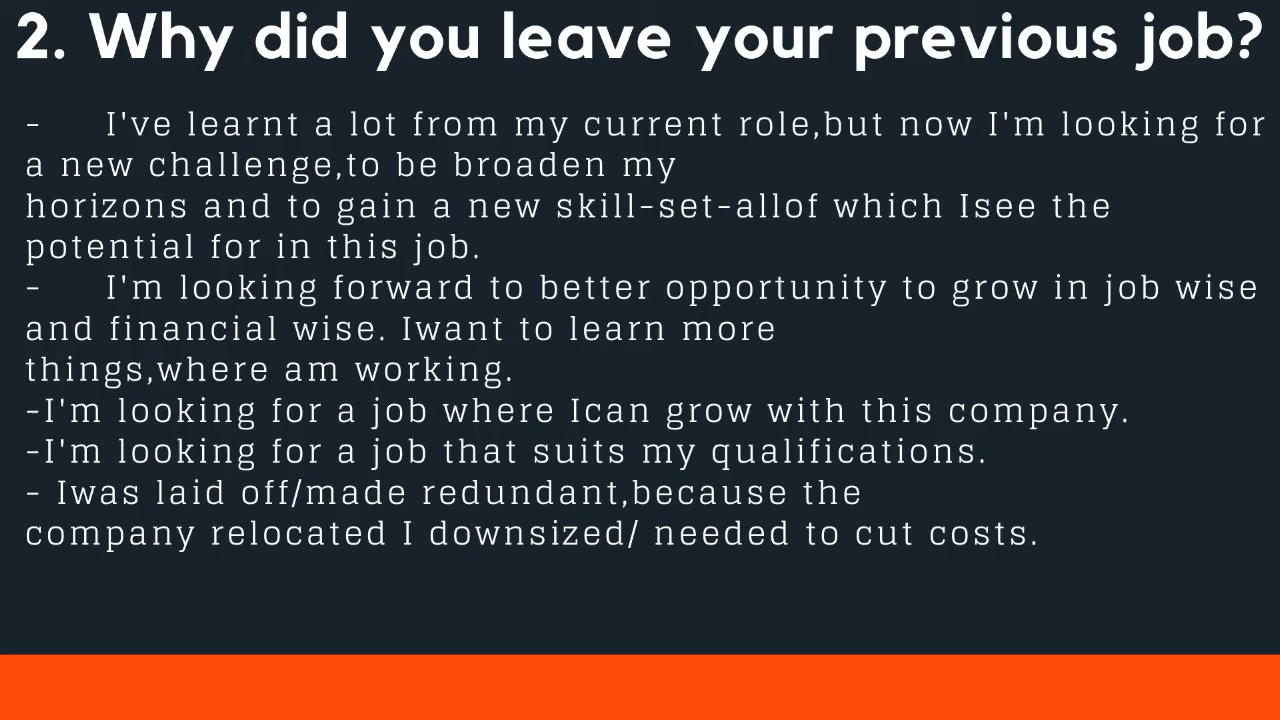 2. Why did you leave your previous job?
- I've learnt a lot from my current role,but now I'm looking for
a new challenge,to be broaden my
horizons and to gain a new skill-set-allof which Isee the
potential for in this job.
- I'm looking forward to better opportunity to grow in job wise
and financial wise. Iwant to learn more
things,where am working.
-I'm looking for a job where Ican grow with this company.
-I'm looking for a job that suits my qualifications.
- Iwas laid off/made redundant,because the
company relocated I downsized/ needed to cut costs.